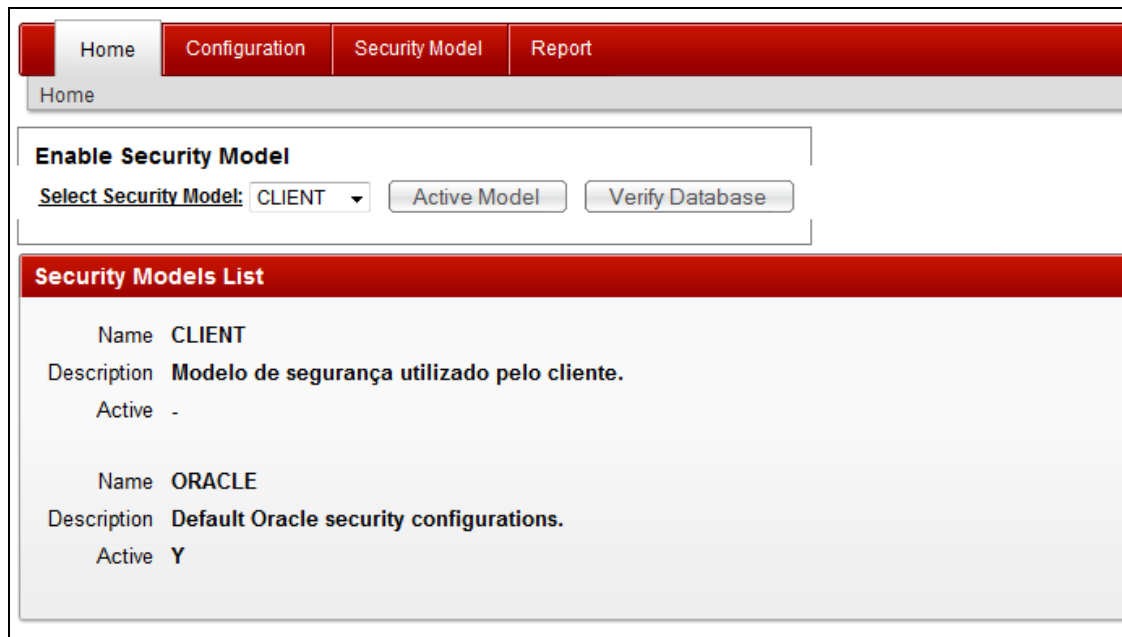 Home Configuration Security Model Report
Home
Enable Security Model
Select Security Model: CLIENT Active Model Verify Database
Security Models List
Name CLIENT
Description Modelo de segurança utilizado pelo cliente.
Active -
Name ORACLE
Description Default Oracle security configurations.
Active Y